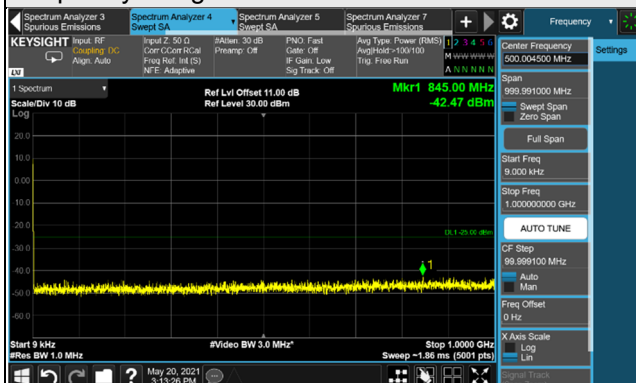 Spectrum Analyzer 3
Spurious Emissions
Spectrum Analyzer 4
Swept SA
Spectrum Analyzer 5
Swept SA
Spectrum Analyzer 7
Spurious Emissions
+
Frequency
KEYSIGHT
Input: RF
Coupling: DC
Align: Auto
Input Z: 50 Ω
Corr CCorr RCal
Freq Ref: Int (S)
NFE: Adaptive
#Atten: 30 dB
Preamp: Off
PNO: Fast
Gate: Off
IF Gain: Low
Sig Track: Off
Avg Type: Power (RMS)
Avg|Hold:>100/100
Trig: Free Run
1 2 3 4 5 6
M W W W W W
A N N N N N
LXI
1 Spectrum
Scale/Div 10 dB
Log
Ref Lvl Offset 11.00 dB
Ref Level 30.00 dBm
Mkr1 845.00 MHz
-42.47 dBm
20.0
10.0
0.00
-10.0
-20.0
-30.0
-40.0
-50.0
-60.0
DL1 -25.00 dBm
1
Start 9 kHz
#Res BW 1.0 MHz
#Video BW 3.0 MHz*
Stop 1.0000 GHz
Sweep ~1.86 ms (5001 pts)
May 20, 2021
3:13:26 PM
Center Frequency
500.004500 MHz
Settings
Span
999.991000 MHz
Swept Span
Zero Span
Full Span
Start Freq
9.000 kHz
Stop Freq
1.000000000 GHz
AUTO TUNE
CF Step
99.999100 MHz
Auto
Man
Freq Offset
0 Hz
X Axis Scale
Log
Lin
Signal Track